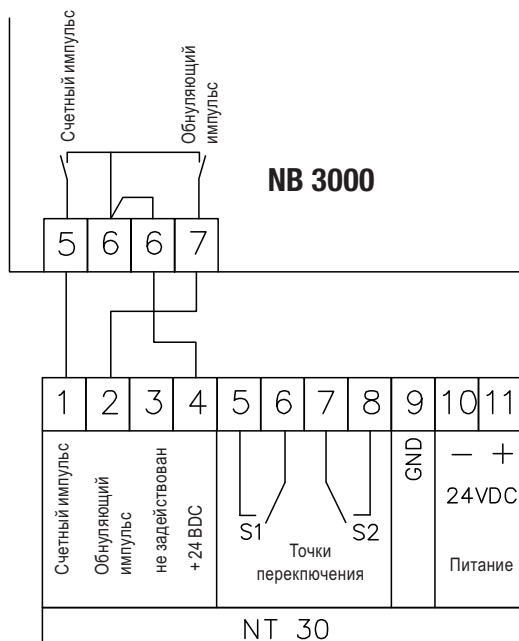 Счетный импульс
Обнуляющий
импульс
NB 3000
5 6 6 7
1 2 3 4 5 6 7 8 9 10 11
Счетный импульс
Обнуляющий
импульс
не задействован
+24 BDC
S1 S2
Точки
перекпючения
GND
– +
24VDC
Питание
NT 30